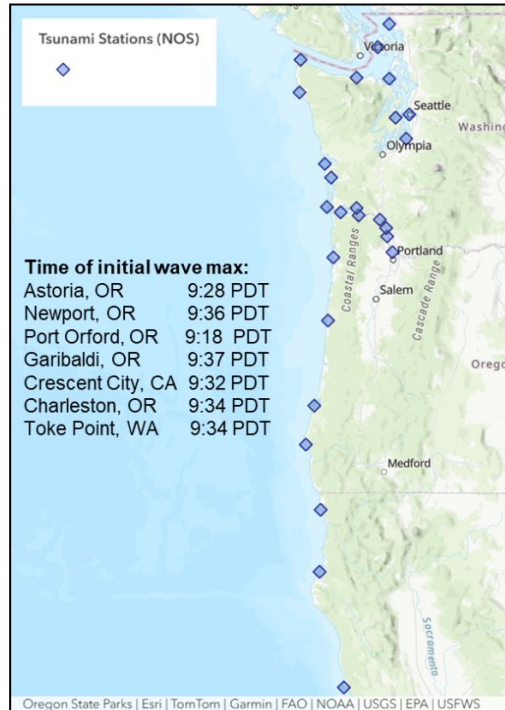 Tsunami Stations (NOS)
Victoria
Seattle
Washing
Olympia
Portland
Coastal Ranges
Cascade Range
Salem
Orego
Time of initial wave max:
Astoria, OR 9:28 PDT
Newport, OR 9:36 PDT
Port Orford, OR 9:18 PDT
Garibaldi, OR 9:37 PDT
Crescent City, CA 9:32 PDT
Charleston, OR 9:34 PDT
Toke Point, WA 9:34 PDT
Medford
Sacramento
Oregon State Parks | Esri | TomTom | Garmin | FAO | NOAA | USGS | EPA | USFWS